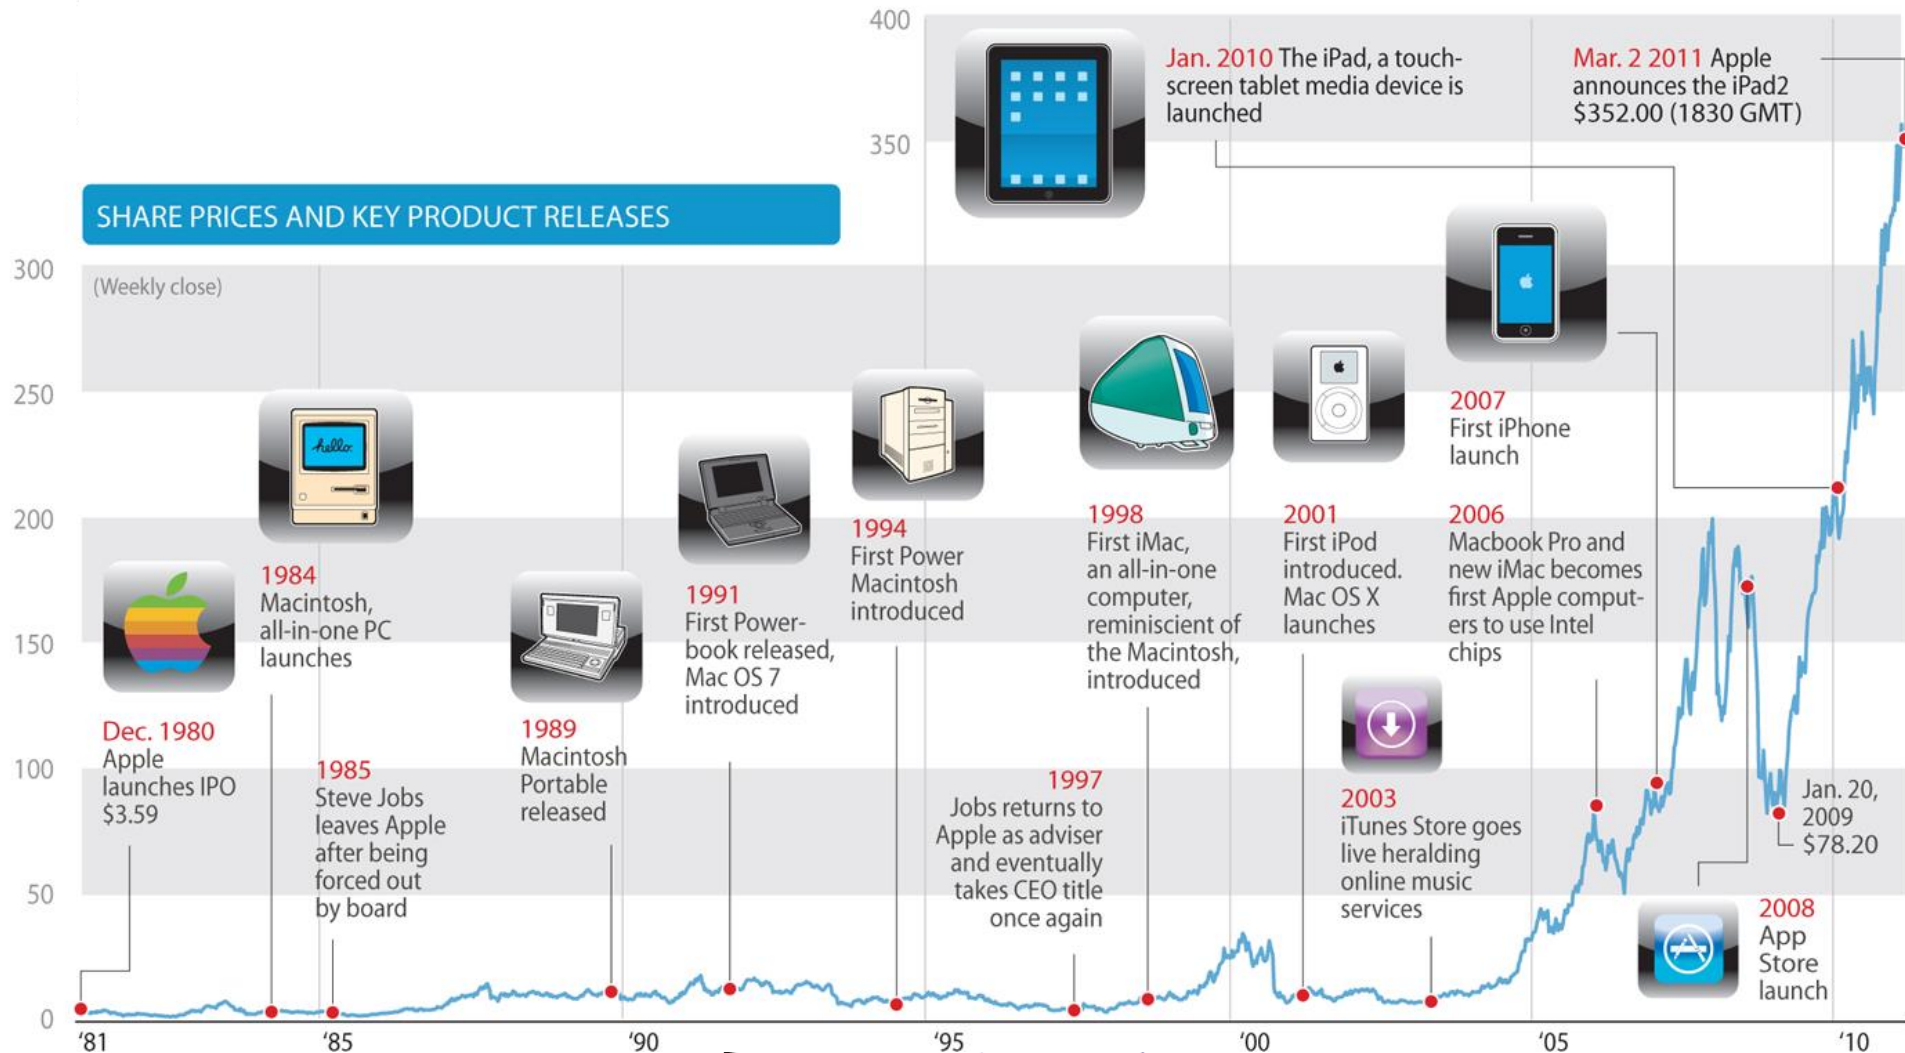 400
Jan. 2010 The iPad, a touch-
screen tablet media device is
launched
Mar. 2 2011 Apple
announces the iPad2
$352.00 (1830 GMT)
350
SHARE PRICES AND KEY PRODUCT RELEASES
300
(Weekly close)
250
200
150
100
50
0
hello.
Dec. 1980
Apple
launches IPO
$3.59
1984
Macintosh,
all-in-one PC
launches
1985
Steve Jobs
leaves Apple
after being
forced out
by board
1989
Macintosh
Portable
released
1991
First Power-
book released,
Mac OS 7
introduced
1994
First Power
Macintosh
introduced
1997
Jobs returns to
Apple as adviser
and eventually
takes CEO title
once again
1998
First iMac,
an all-in-one
computer,
reminiscient of
the Macintosh,
introduced
2001
First iPod
introduced.
Mac OS X
launches
2003
iTunes Store goes
live heralding
online music
services
2007
First iPhone
launch
2006
Macbook Pro and
new iMac becomes
first Apple comput-
ers to use Intel
chips
Jan. 20,
2009
$78.20
2008
App
Store
launch
'81
'85
'90
'95
'00
'05
'10